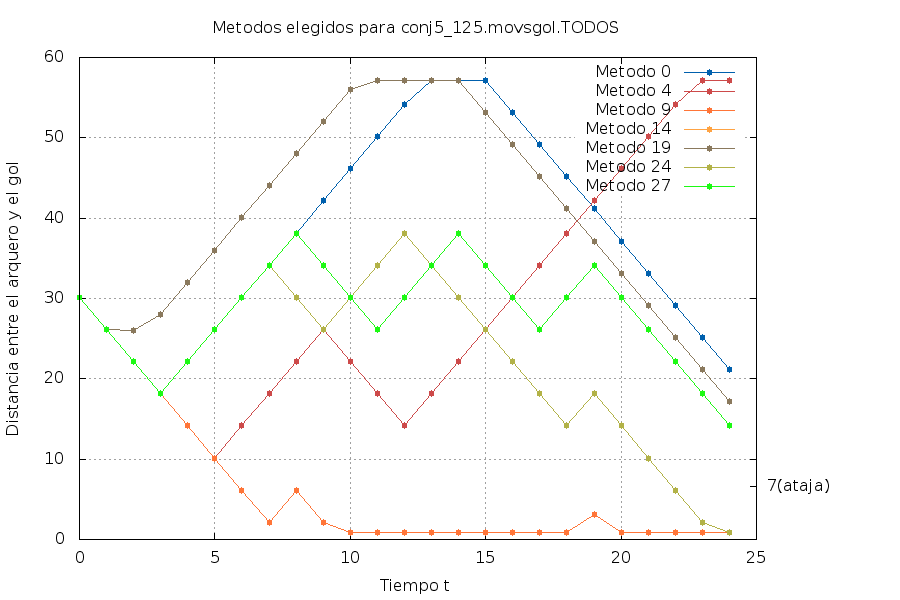 Metodos elegidos para conj5_125.movsgol.TODOS
60
50
40
30
20
10
0
Distancia entre el arquero y el gol
Metodo 0
Metodo 4
Metodo 9
Metodo 14
Metodo 19
Metodo 24
Metodo 27
7(ataja)
0
5
10
15
20
25
Tiempo t